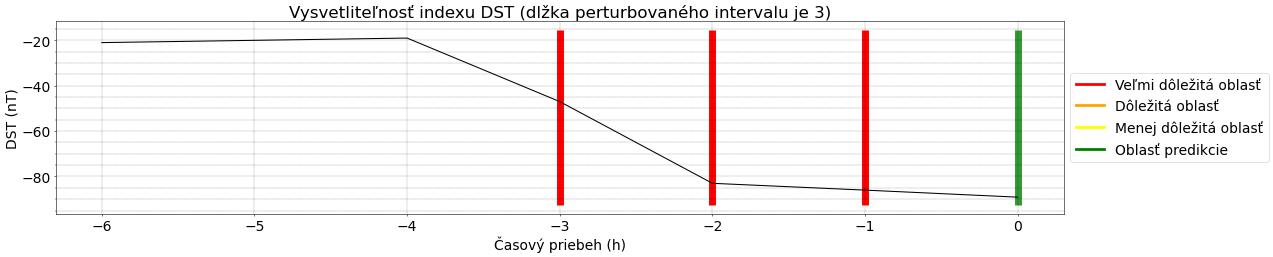 Vysvetliteľnosť indexu DST (dĺžka perturbovaného intervalu je 3)
DST (nT)
−20
−40
−60
−80
−6
−5
−4
−3
−2
−1
0
Časový priebeh (h)
Veľmi dôležitá oblasť
Dôležitá oblasť
Menej dôležitá oblasť
Oblasť predikcie